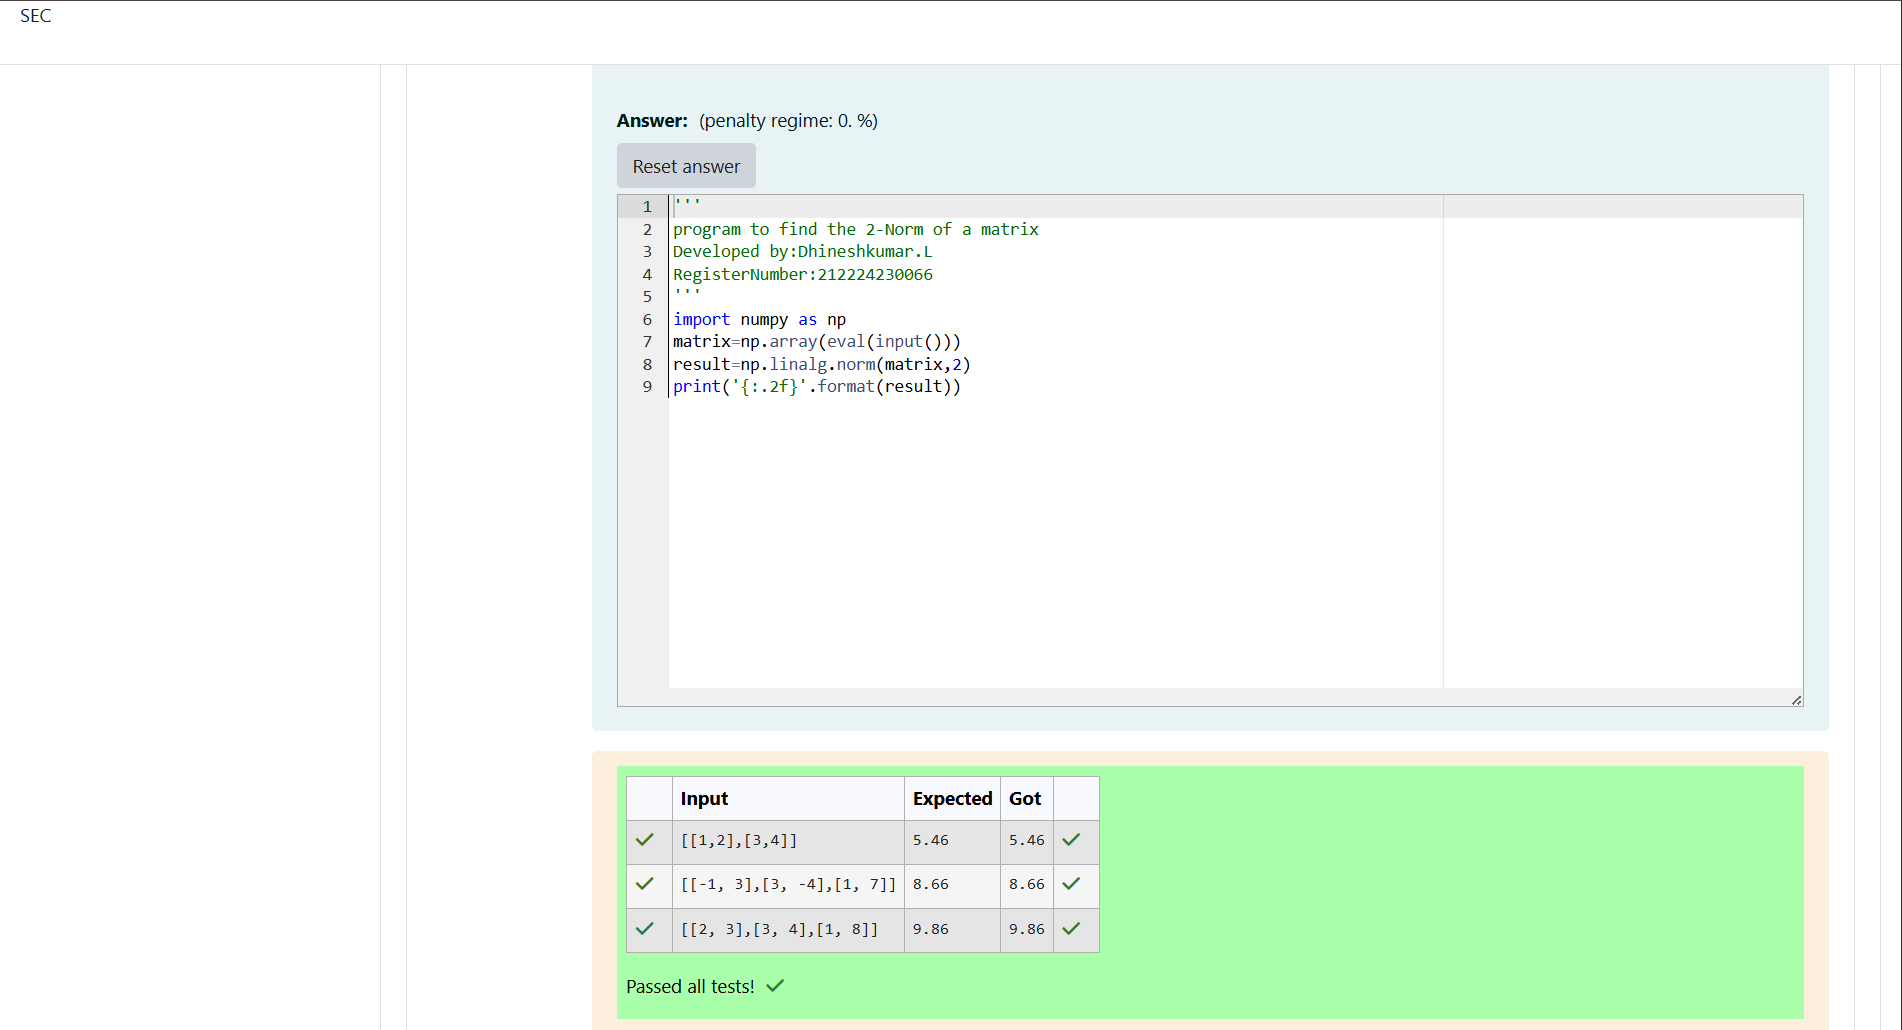 SEC
Answer: (penalty regime: 0. %)
Reset answer
1 '''
2 program to find the 2-Norm of a matrix
3 Developed by:Dhineshkumar.L
4 RegisterNumber:212224230066
5 '''
6 import numpy as np
7 matrix=np.array(eval(input()))
8 result=np.linalg.norm(matrix,2)
9 print('{:.2f}'.format(result))
Input Expected Got
[[1,2],[3,4]] 5.46 5.46
[[-1, 3],[3, -4],[1, 7]] 8.66 8.66
[[2, 3],[3, 4],[1, 8]] 9.86 9.86
Passed all tests!